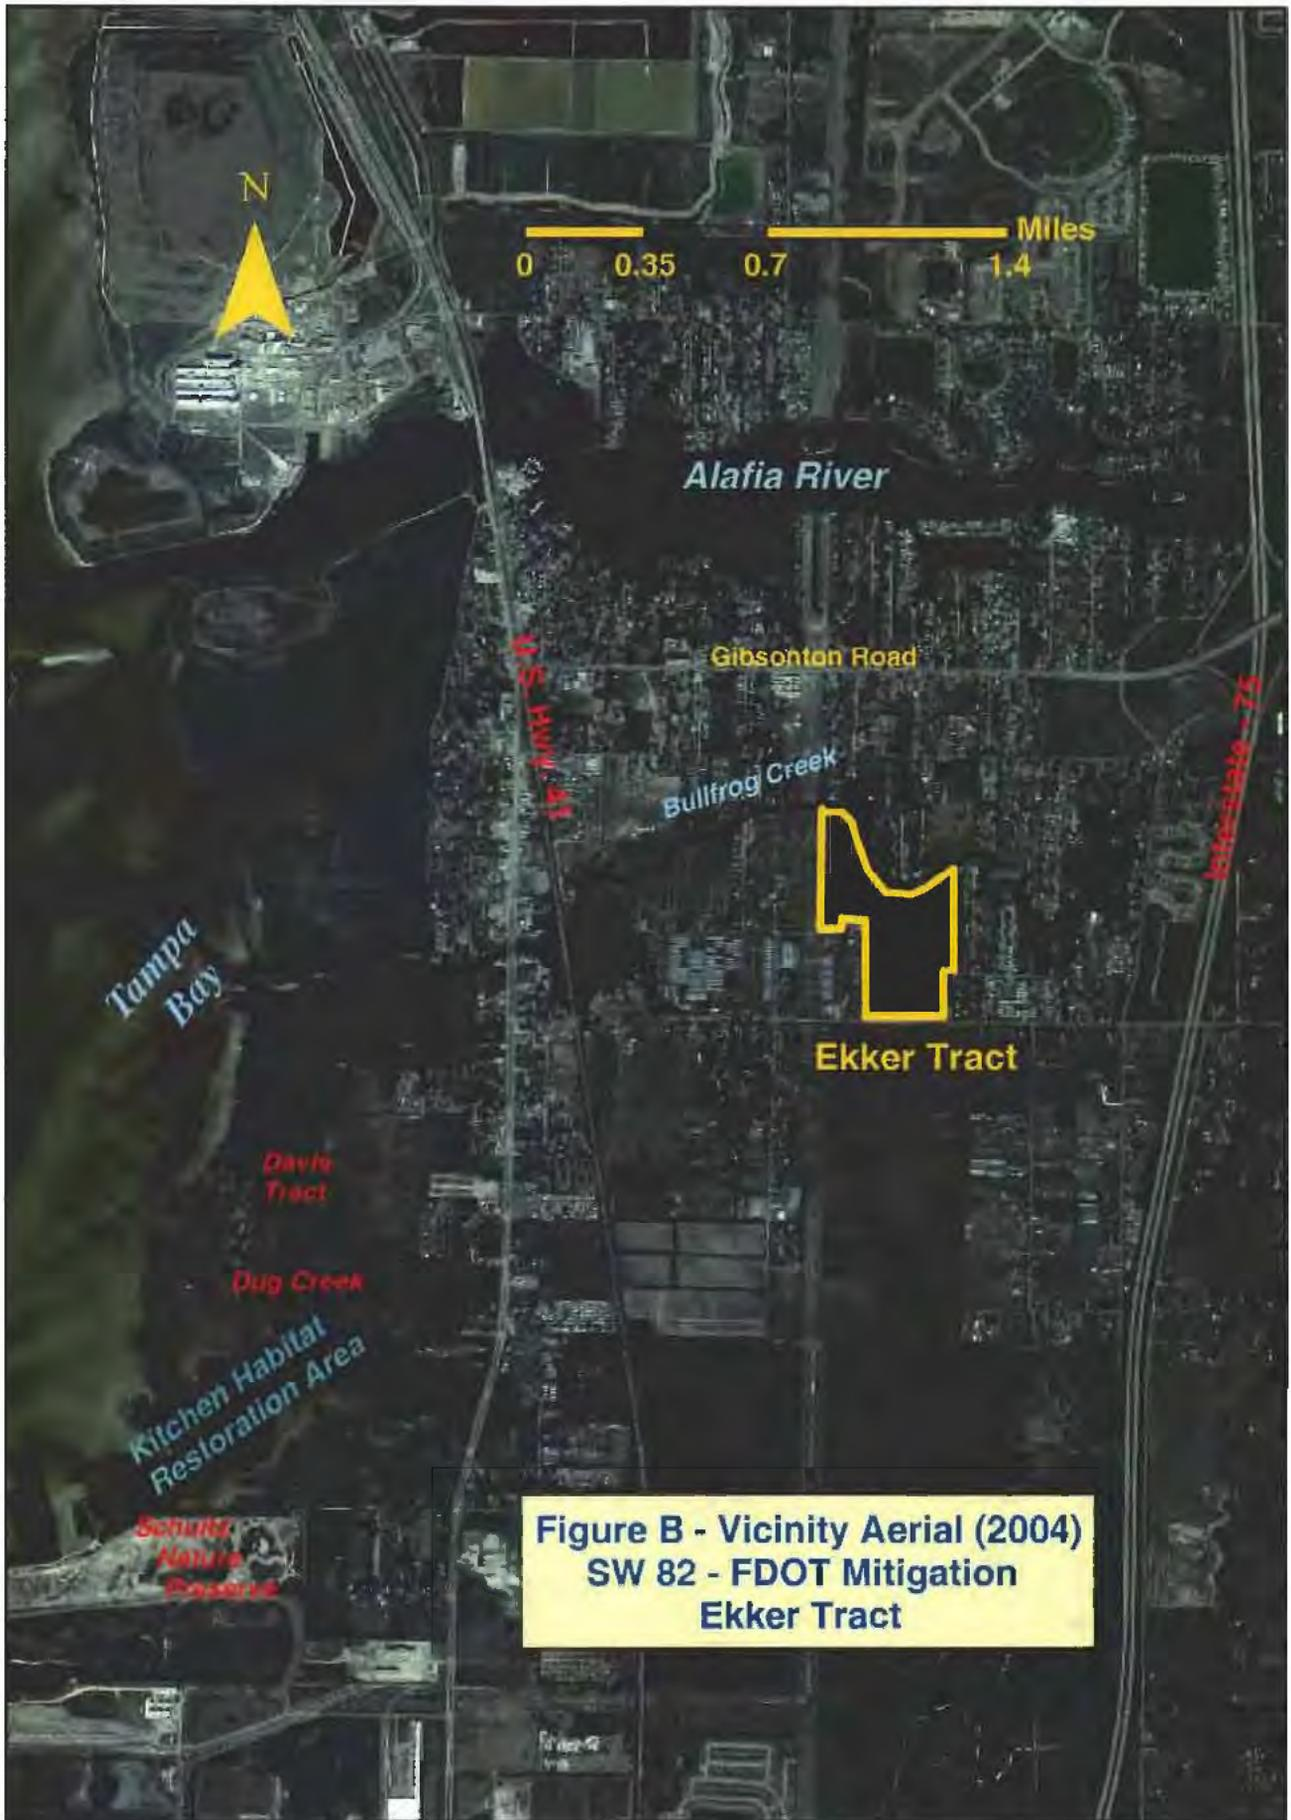 N
Miles
0 0.35 0.7 1.4
Alafia River
U.S. Hwy 41
Gibsonton Road
Interstate - 75
Bullfrog Creek
Tampa
Bay
Ekker Tract
Davis
Tract
Dug Creek
Kitchen Habitat
Restoration Area
Schultz
Nature
Preserve
Figure B - Vicinity Aerial (2004)
SW 82 - FDOT Mitigation
Ekker Tract